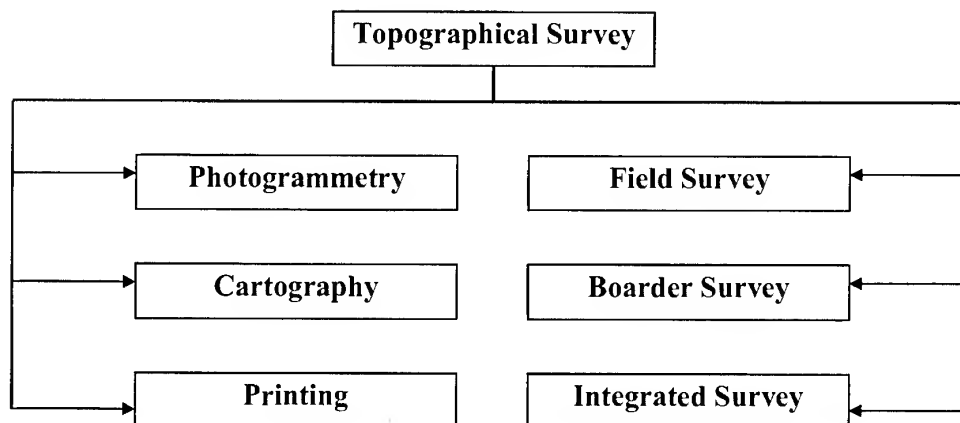 Topographical Survey
Photogrammetry
Field Survey
Cartography
Boarder Survey
Printing
Integrated Survey